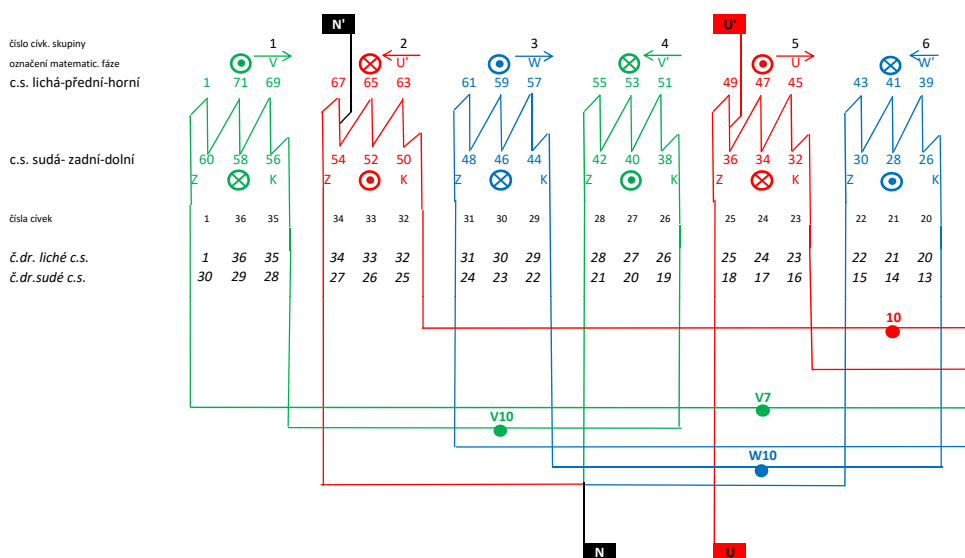 N' U'
číslo cívk. skupiny 1 2 3 4 5 6
označení matematic. fáze V U' W V' U W'
c.s. lichá-přední-horní 1 71 69 67 65 63 61 59 57 55 53 51 49 47 45 43 41 39
c.s. sudá- zadní-dolní 60 58 56 54 52 50 48 46 44 42 40 38 36 34 32 30 28 26
Z K Z K Z K Z K Z K Z K
čísla cívek 1 36 35 34 33 32 31 30 29 28 27 26 25 24 23 22 21 20
č.dr. liché c.s. 1 36 35 34 33 32 31 30 29 28 27 26 25 24 23 22 21 20
č.dr.sudé c.s. 30 29 28 27 26 25 24 23 22 21 20 19 18 17 16 15 14 13
10
V7
V10
W10
N U